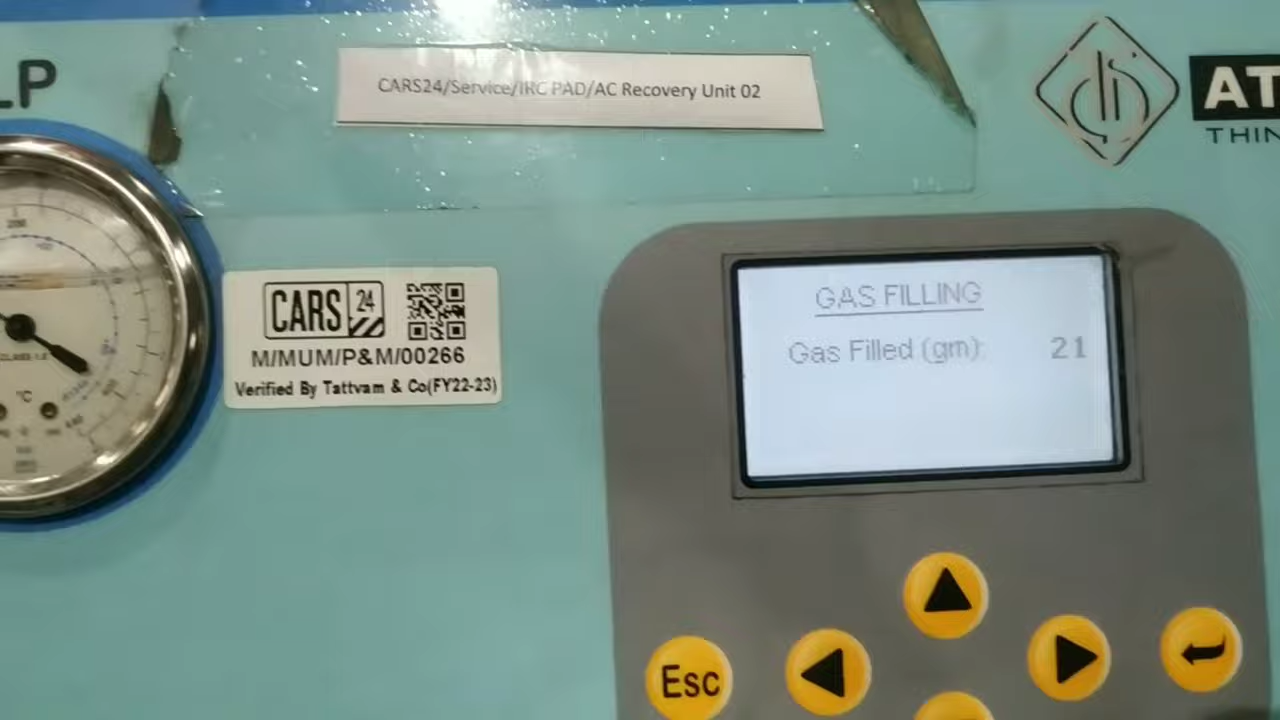 LP
CARS24/Service/IRC PAD/AC Recovery Unit 02
AT
THIN
CARS 24
M/MUM/P&M/00266
Verified By Tattvam & Co(FY22-23)
GAS FILLING
Gas Filled (gm): 21
°C
Esc